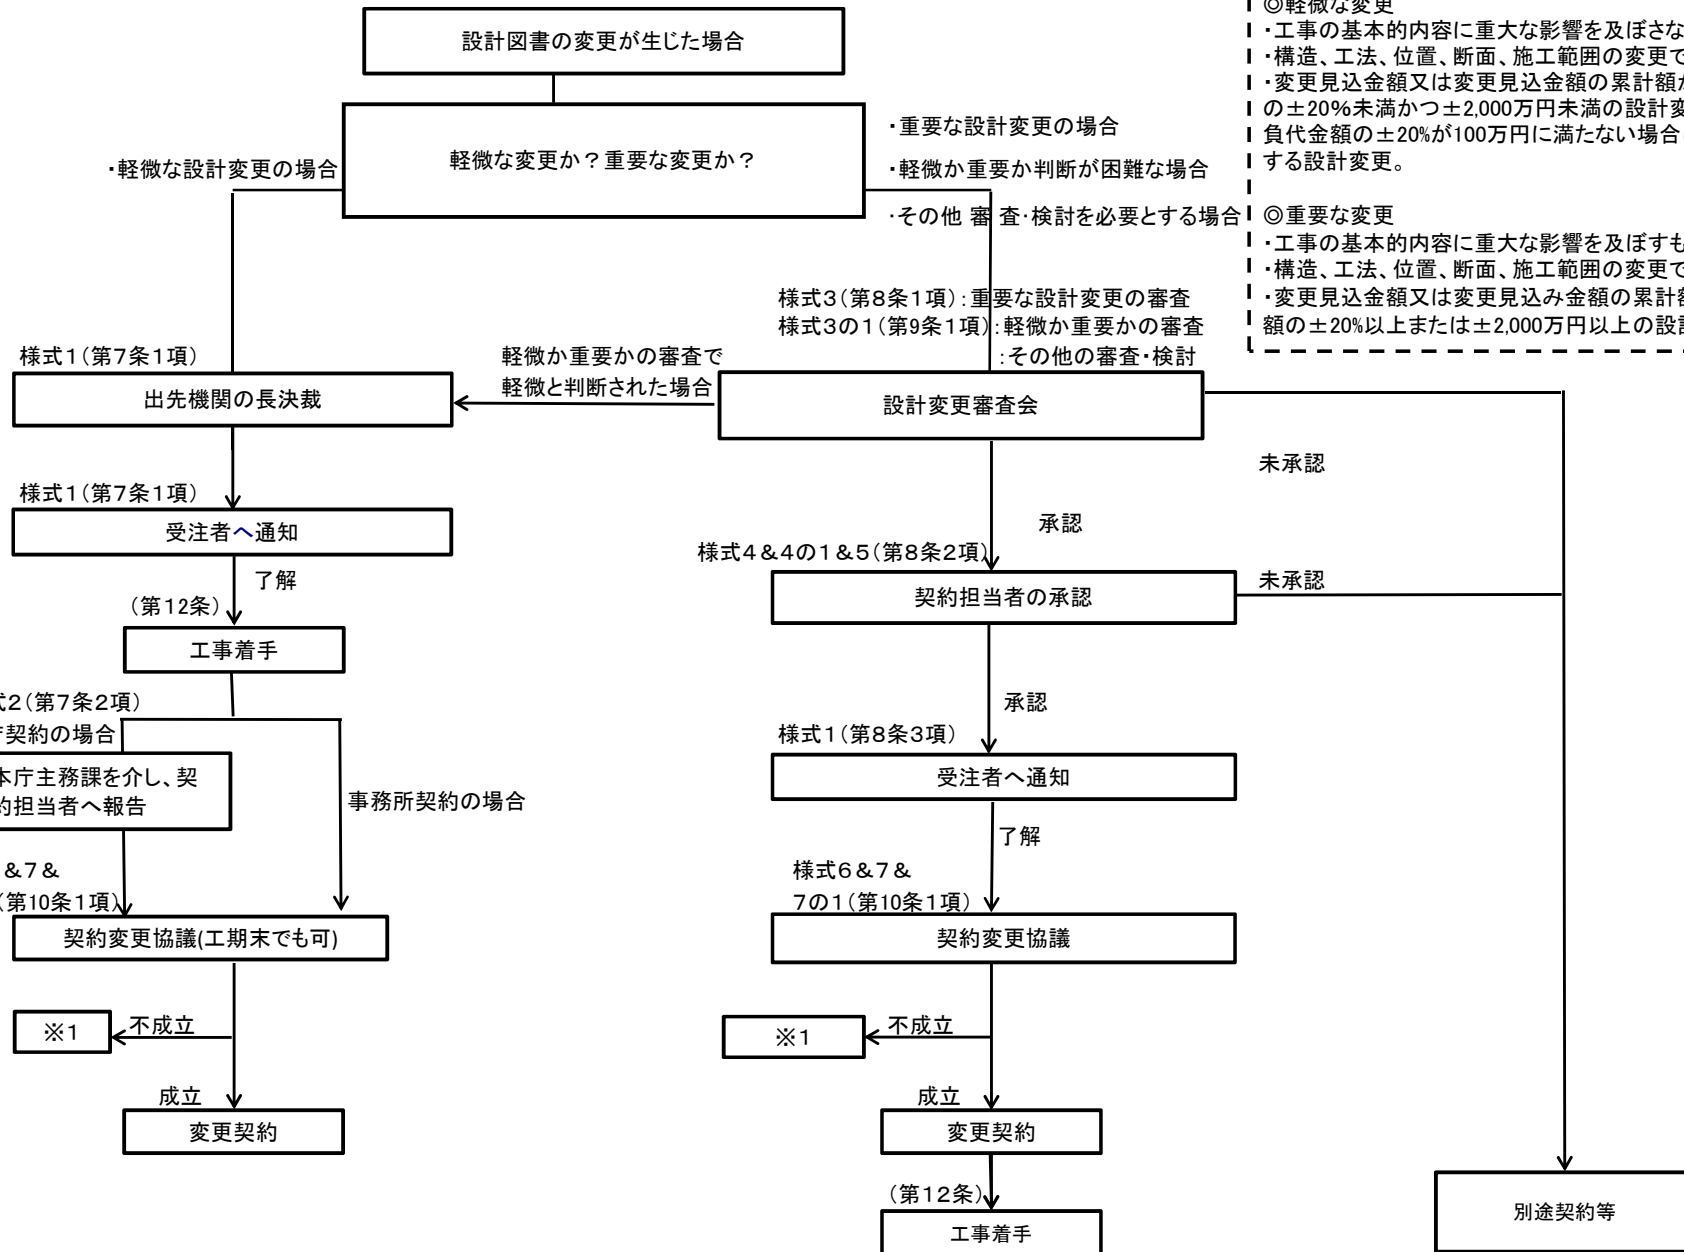 設計図書の変更が生じた場合
軽微な変更か？重要な変更か？
・軽微な設計変更の場合
・重要な設計変更の場合
・軽微か重要か判断が困難な場合
・その他 審 査・検討を必要とする場合
◎軽微な変更
・工事の基本的内容に重大な影響を及ぼさな
・構造、工法、位置、断面、施工範囲の変更で
・変更見込金額又は変更見込金額の累計額が
の±20％未満かつ±2,000万円未満の設計変
負代金額の±20%が100万円に満たない場合
する設計変更。
◎重要な変更
・工事の基本的内容に重大な影響を及ぼすも
・構造、工法、位置、断面、施工範囲の変更で
・変更見込金額又は変更見込み金額の累計額
額の±20%以上または±2,000万円以上の設計
様式３（第８条１項）：重要な設計変更の審査
様式３の１（第９条１項）：軽微か重要かの審査
：その他の審査・検討
様式１（第７条１項）
出先機関の長決裁
軽微か重要かの審査で
軽微と判断された場合
設計変更審査会
未承認
様式１（第７条１項）
受注者へ通知
承認
様式４＆４の１＆５（第８条２項）
契約担当者の承認
未承認
了解
（第12条）
工事着手
式２（第７条２項）
契約の場合
本庁主務課を介し、契
約担当者へ報告
事務所契約の場合
承認
様式１（第８条３項）
受注者へ通知
了解
＆７＆
（第10条１項）
契約変更協議(工期末でも可)
様式６＆７＆
７の１（第10条１項）
契約変更協議
※１
不成立
※１
不成立
成立
変更契約
成立
変更契約
（第１２条）
工事着手
別途契約等